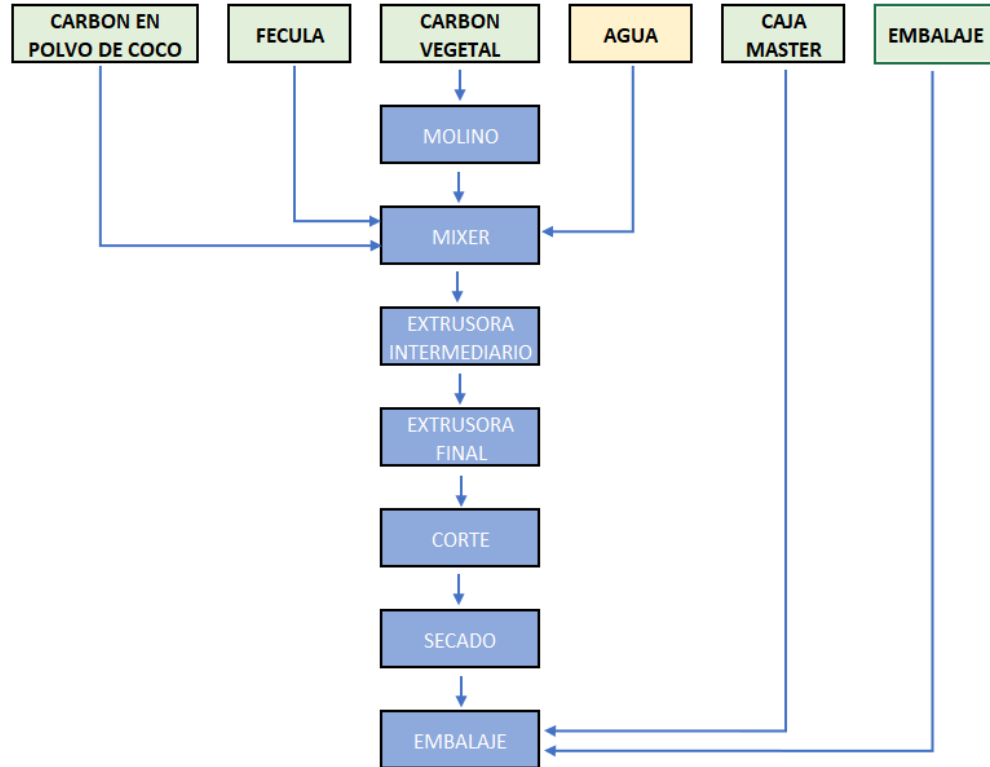 CARBON EN
POLVO DE COCO
FECULA
CARBON
VEGETAL
AGUA
CAJA
MASTER
EMBALAJE
MOLINO
MIXER
EXTRUSORA
INTERMEDIARIO
EXTRUSORA
FINAL
CORTE
SECADO
EMBALAJE